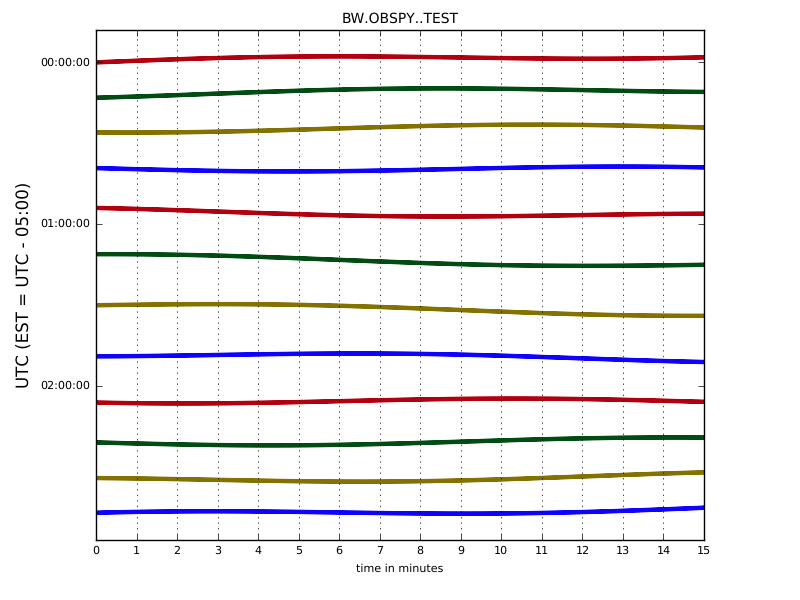 BW.OBSPY..TEST
00:00:00
01:00:00
02:00:00
UTC (EST = UTC - 05:00)
0 1 2 3 4 5 6 7 8 9 10 11 12 13 14 15
time in minutes